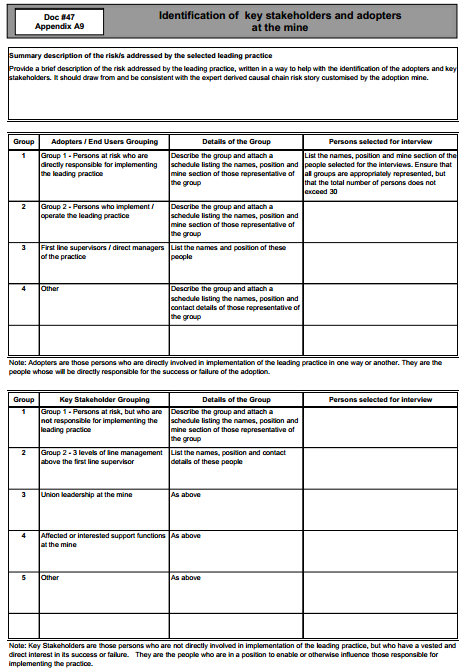 Doc #47
Appendix A9
Identification of key stakeholders and adopters
at the mine
Summary description of the risk/s addressed by the selected leading practice
Provide a brief description of the risk addressed by the leading practice, written in a way to help with the identification of the adopters and key
stakeholders. It should draw from and be consistent with the expert derived causal chain risk story customised by the adoption mine.
Group
Adopters / End Users Grouping
Details of the Group
Persons selected for interview
1
Group 1 - Persons at risk who are
directly responsible for implementing
the leading practice
Describe the group and attach a
schedule listing the names, position and
mine section of those representative of
the group
List the names, position and mine section of the
people selected for the interviews. Ensure that
all groups are appropriately represented, but
that the total number of persons does not
exceed 30
2
Group 2 - Persons who implement /
operate the leading practice
Describe the group and attach a
schedule listing the names, position and
mine section of those representative of
the group
3
First line supervisors / direct managers
of the practice
List the names and position of these
people
4
Other
Describe the group and attach a
schedule listing the names, position and
contact details of those representative of
the group
Note: Adopters are those persons who are directly involved in implementation of the leading practice in one way or another. They are the
people whose will be directly responsible for the success or failure of the adoption.
Group
Key Stakeholder Grouping
Details of the Group
Persons selected for interview
1
Group 1 - Persons at risk, but who are
not responsible for implementing the
leading practice
Describe the group and attach a
schedule listing the names, position and
mine section of those representative of
the group
2
Group 2 - 3 levels of line management
above the first line supervisor
List the names, position and contact
details of these people
3
Union leadership at the mine
As above
4
Affected or interested support functions
at the mine
As above
5
Other
As above
Note: Key Stakeholders are those persons who are not directly involved in implementation of the leading practice, but who have a vested and
direct interest in its success or failure. They are the people who are in a position to enable or otherwise influence those responsible for
implementing the practice.